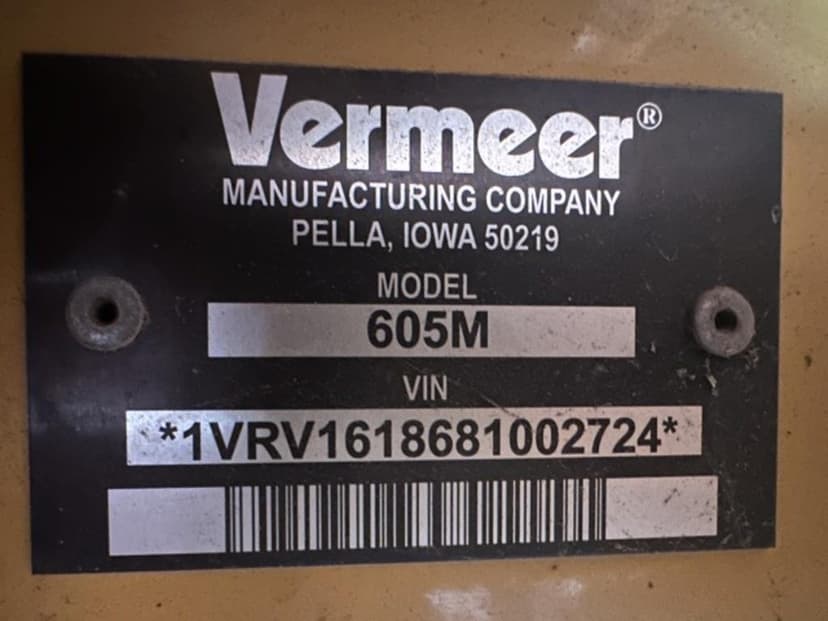 Vermeer®
MANUFACTURING COMPANY
PELLA, IOWA 50219
MODEL
605M
VIN
*1VRV1618681002724*